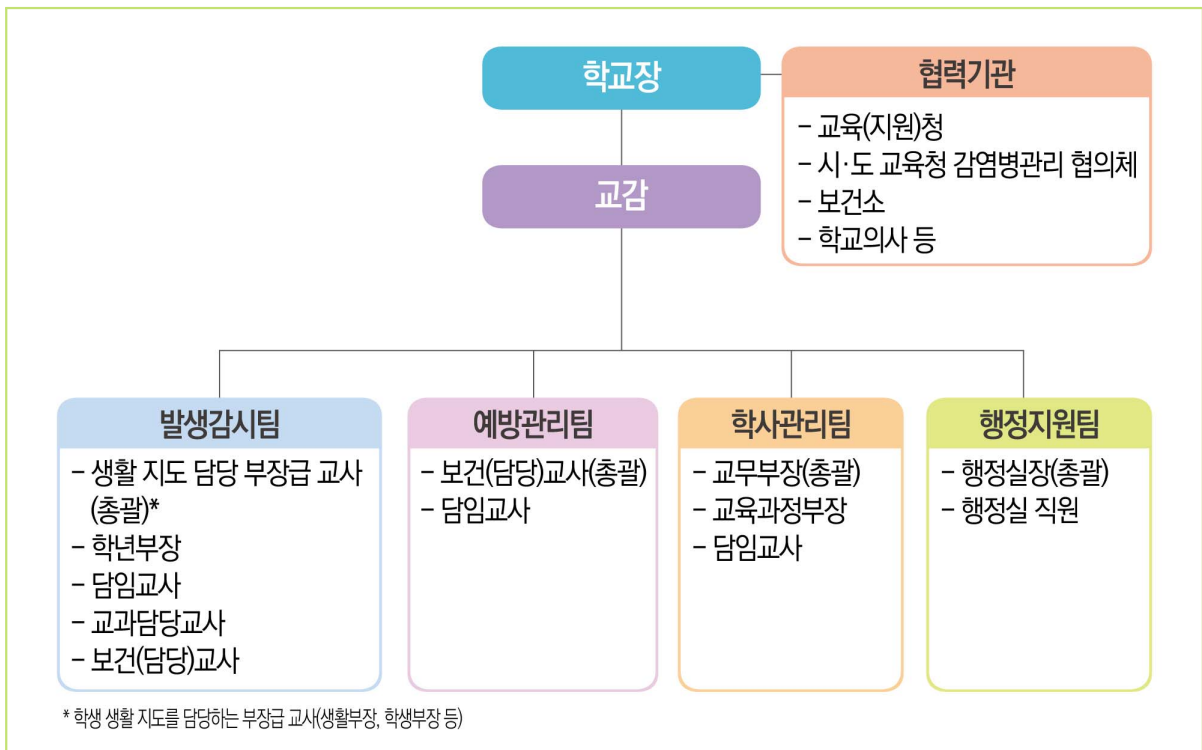 학교장
협력기관
- 교육(지원)청
- 시·도 교육청 감염병관리 협의체
- 보건소
- 학교의사 등
교감
발생감시팀
- 생활 지도 담당 부장급 교사
(총괄)*
- 학년부장
- 담임교사
- 교과담당교사
- 보건(담당)교사
예방관리팀
- 보건(담당)교사(총괄)
- 담임교사
학사관리팀
- 교무부장(총괄)
- 교육과정부장
- 담임교사
행정지원팀
- 행정실장(총괄)
- 행정실 직원
* 학생 생활 지도를 담당하는 부장급 교사(생활부장, 학생부장 등)